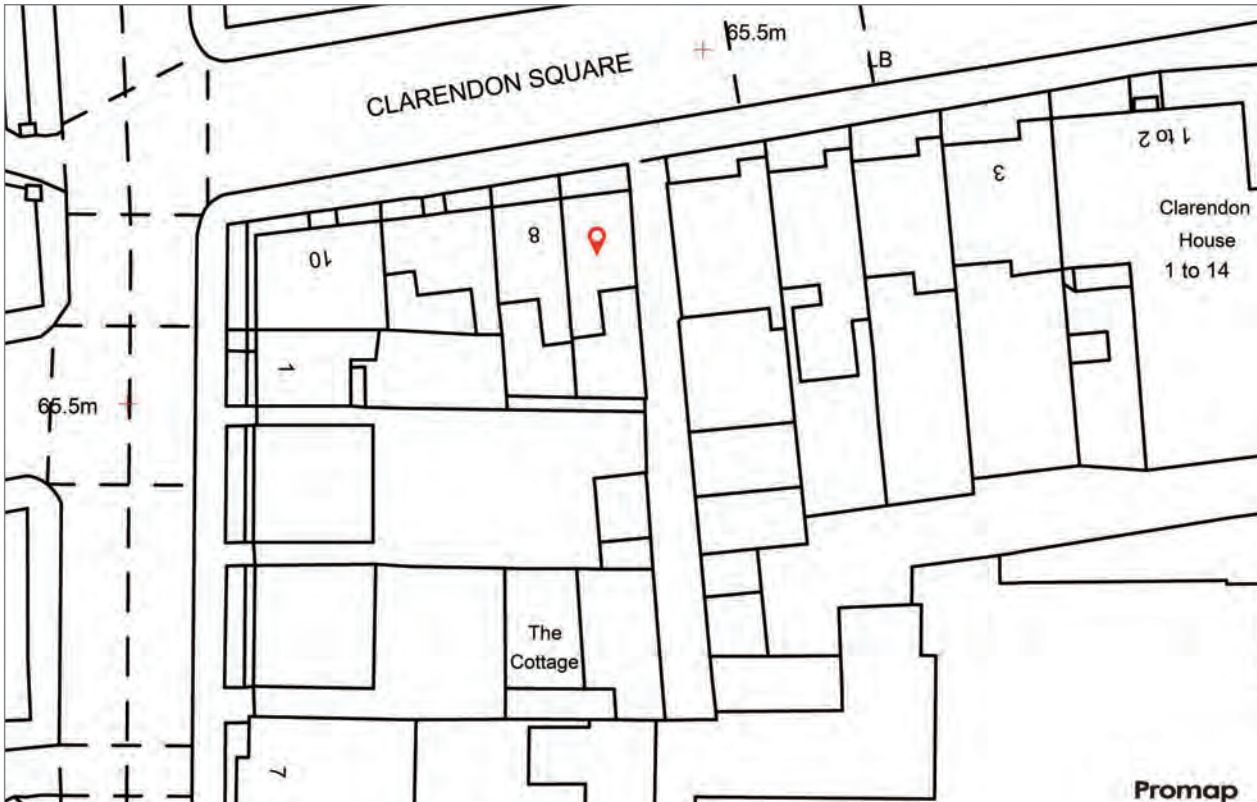 65.5m
LB
CLARENDON SQUARE
1 to 2
3
Clarendon
House
1 to 14
8
10
1
65.5m
The
Cottage
7
Promap